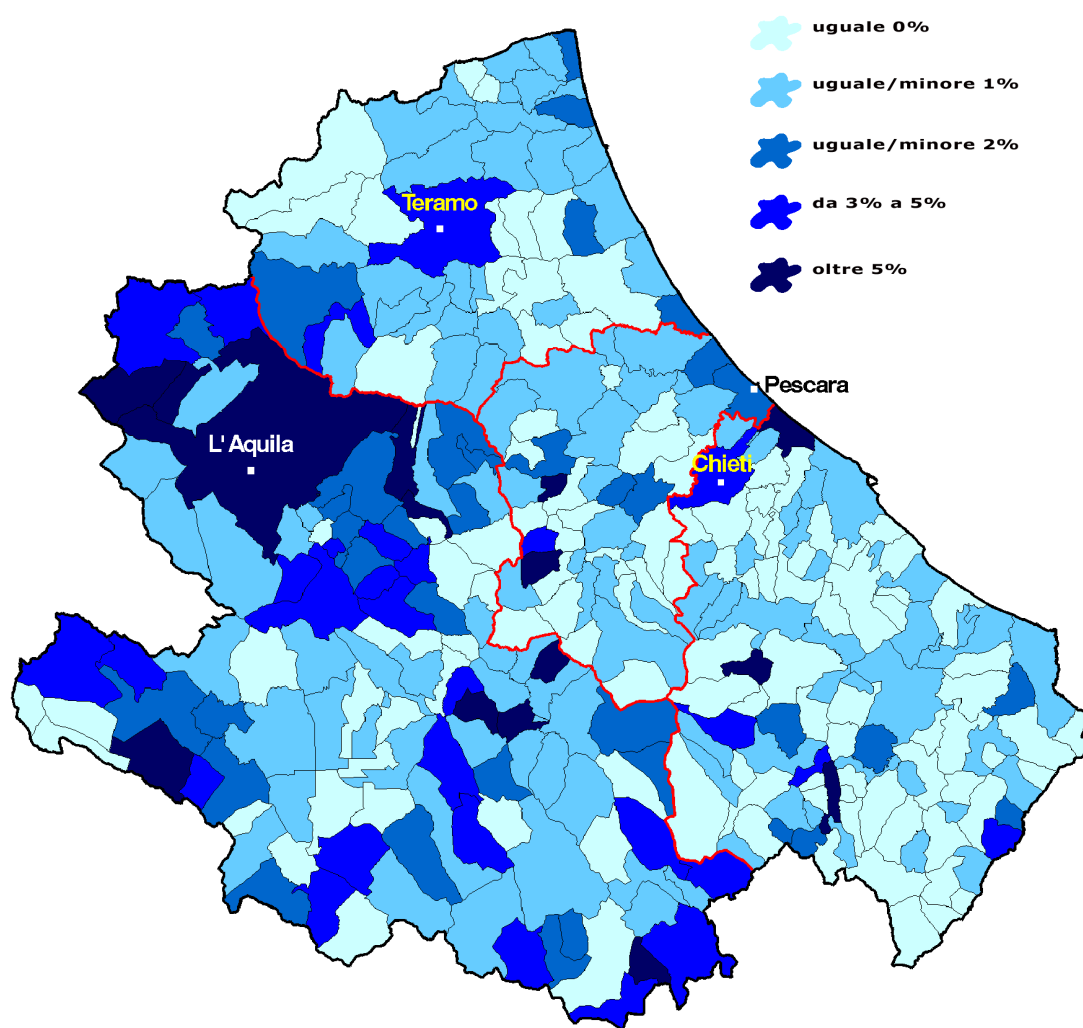 uguale 0%
uguale/minore 1%
uguale/minore 2%
da 3% a 5%
oltre 5%
Teramo
Pescara
L'Aquila
Chieti